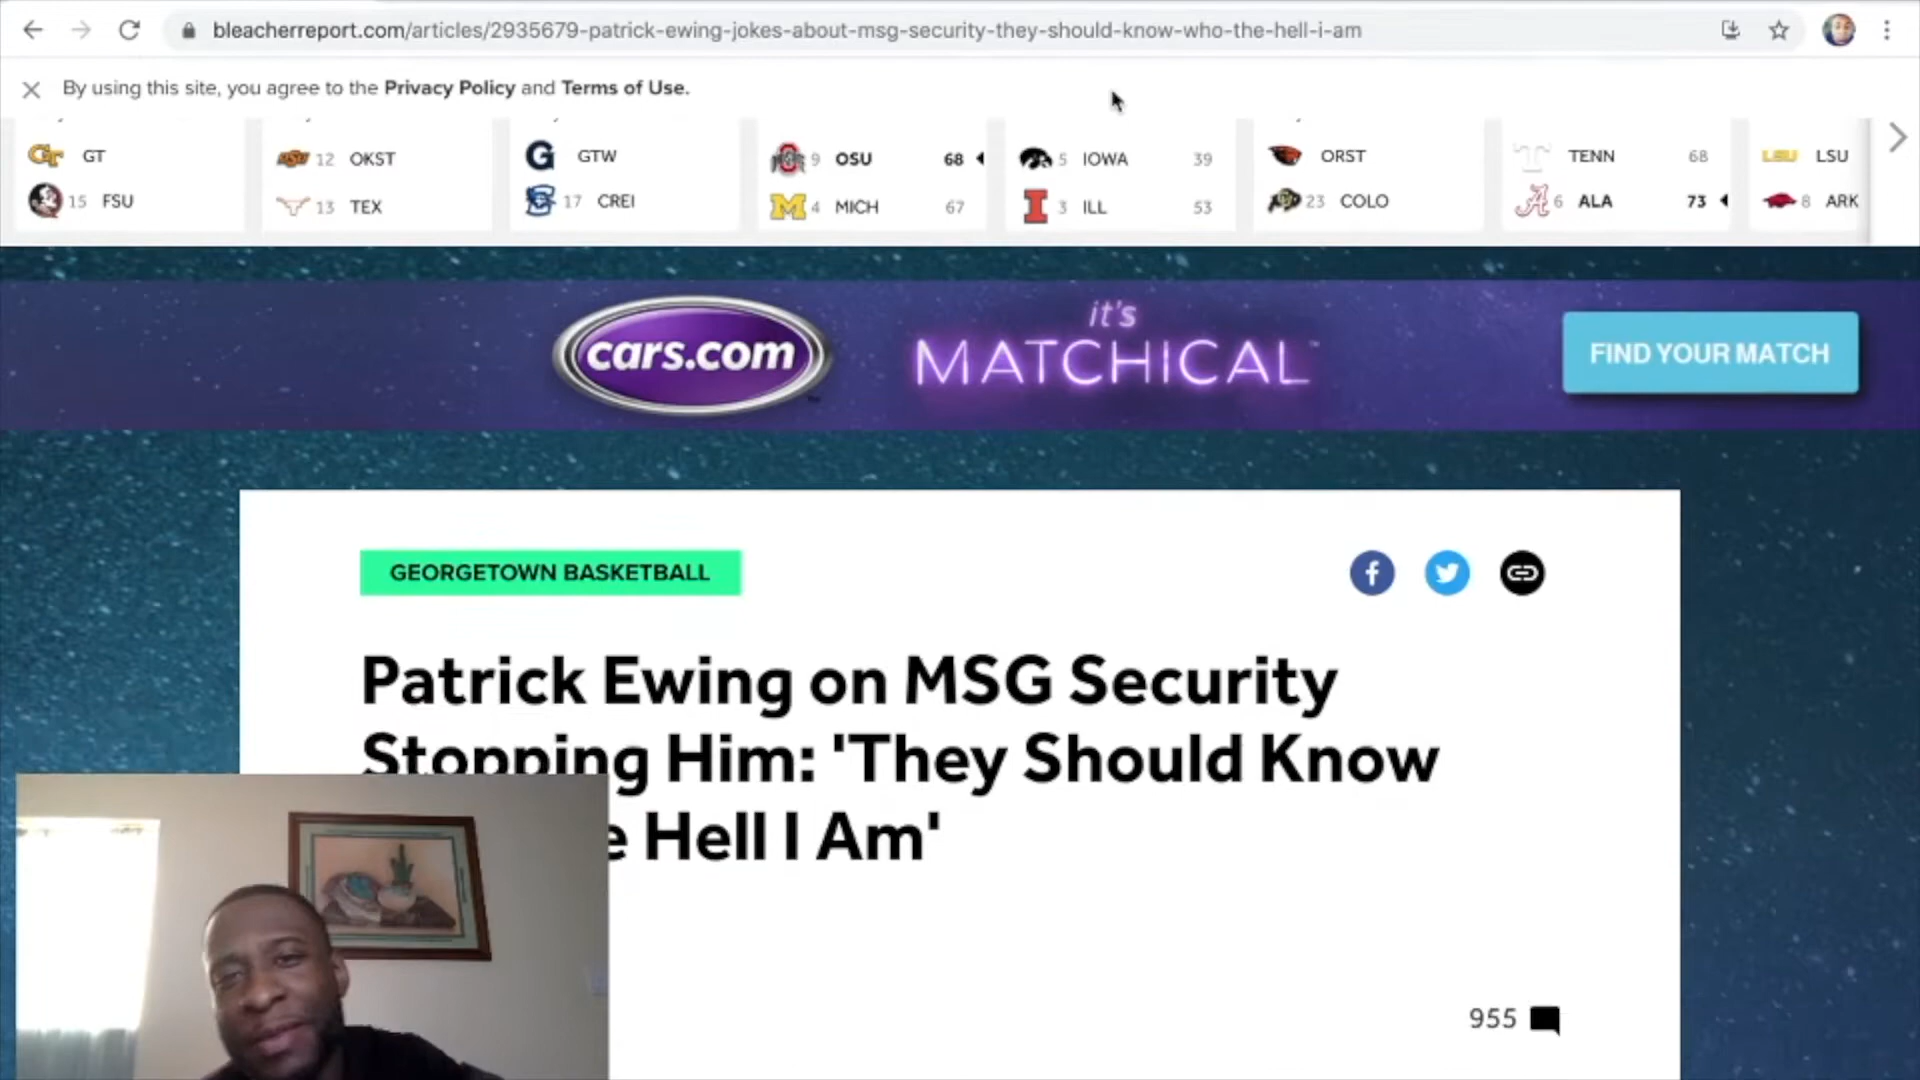 bleacherreport.com/articles/2935679-patrick-ewing-jokes-about-msg-security-they-should-know-who-the-hell-i-am
By using this site, you agree to the Privacy Policy and Terms of Use.
GT
15 FSU
12 OKST
13 TEX
GTW
17 CREI
9 OSU 68
4 MICH 67
5 IOWA 39
3 ILL 53
ORST
23 COLO
TENN 68
6 ALA 73
LSU LSU
8 ARK
cars.com
it's
MATCHICAL
FIND YOUR MATCH
GEORGETOWN BASKETBALL
Patrick Ewing on MSG Security
Stopping Him: 'They Should Know
e Hell I Am'
955